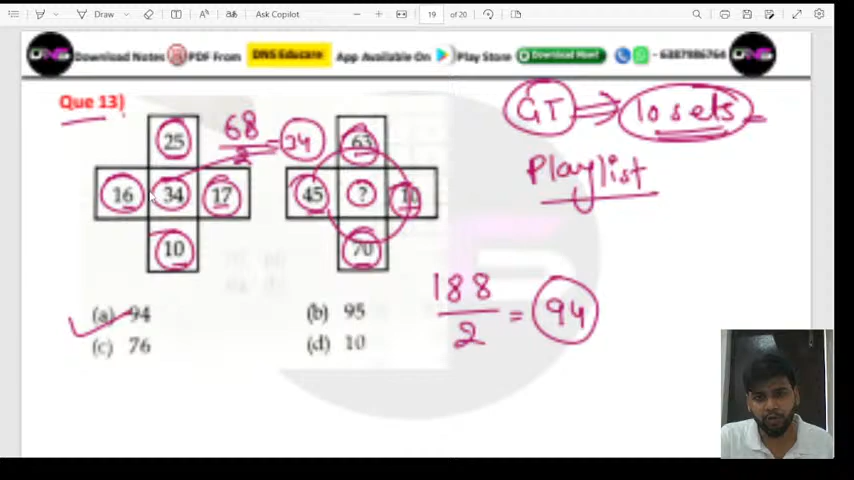 Draw
Ask Copilot
19 of 20
DNS Download Notes PDF From DNS Educare App Available On Play Store Download Now! - 6387986764 DNS
Que 13)
25 68/2 = 34 63
16 34 17 45 ? 10
10 70
GT ⇒ 10 sets
Playlist
188/2 = 94
(a) 94 (b) 95
(c) 76 (d) 10